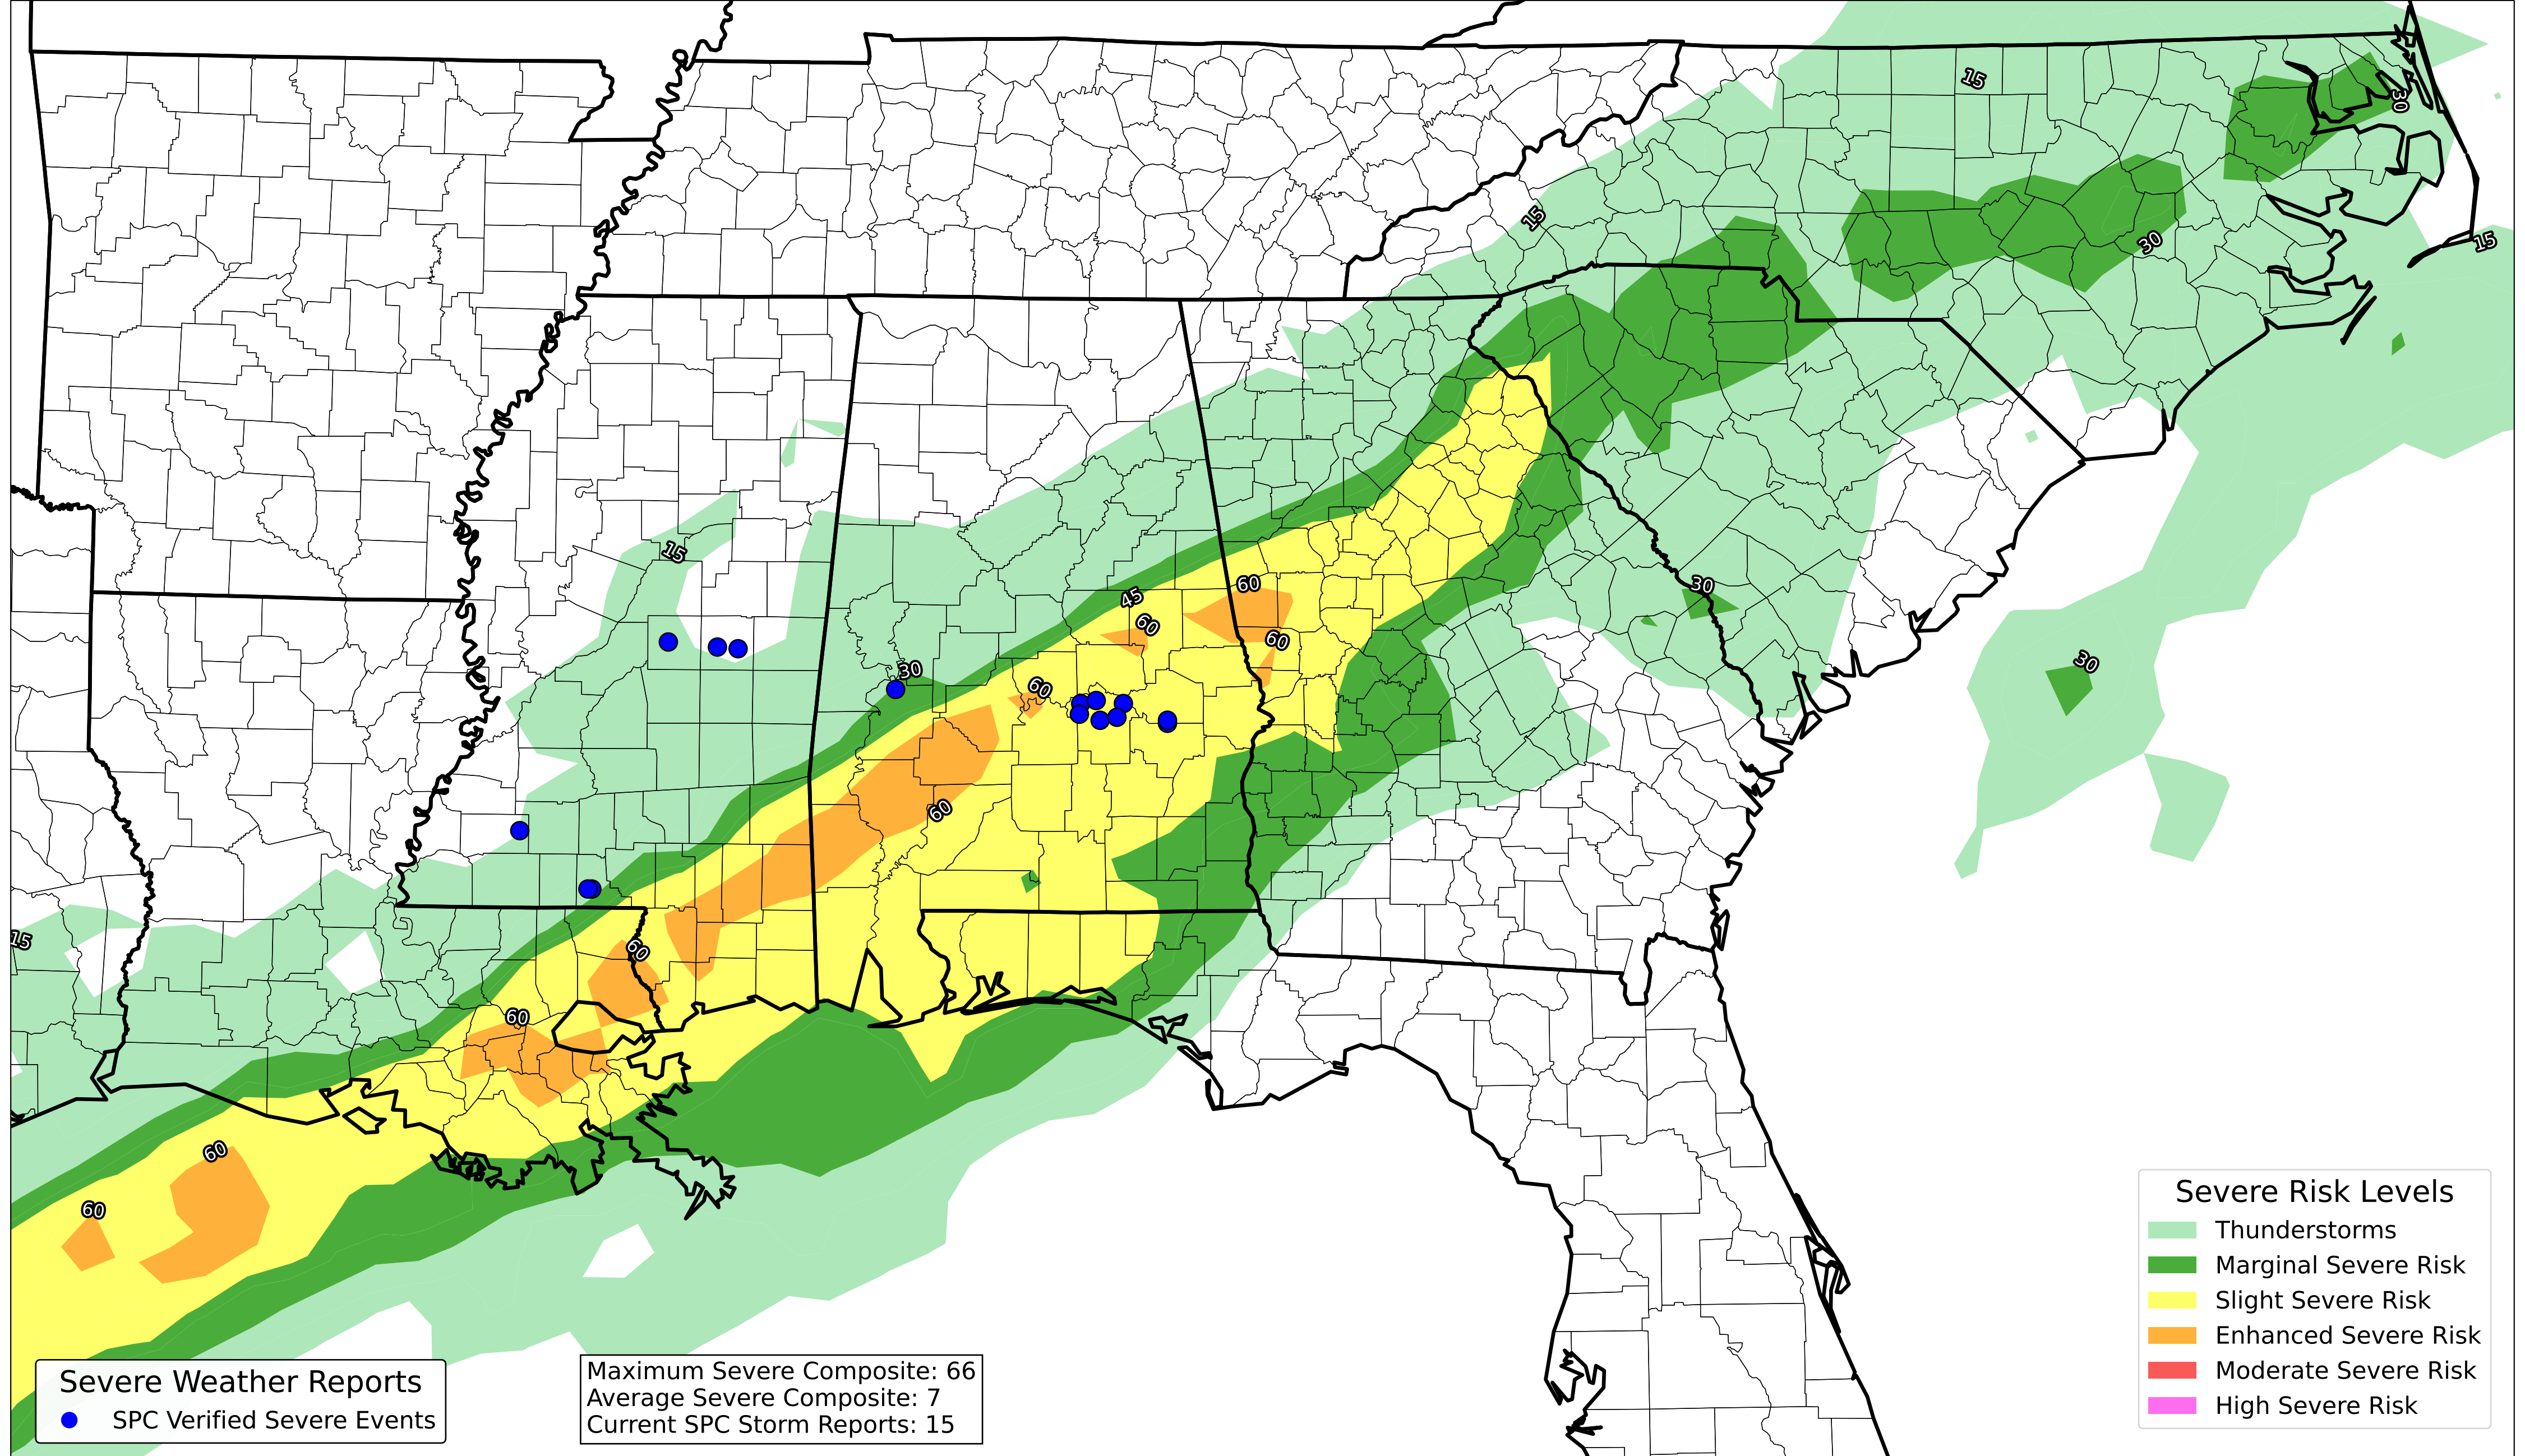 15
30
15
30
15
15
45
60
60
60
30
30
60
30
60
60
15
60
60
60
Severe Risk Levels
Thunderstorms
Marginal Severe Risk
Slight Severe Risk
Enhanced Severe Risk
Moderate Severe Risk
High Severe Risk
Severe Weather Reports
SPC Verified Severe Events
Maximum Severe Composite: 66
Average Severe Composite: 7
Current SPC Storm Reports: 15